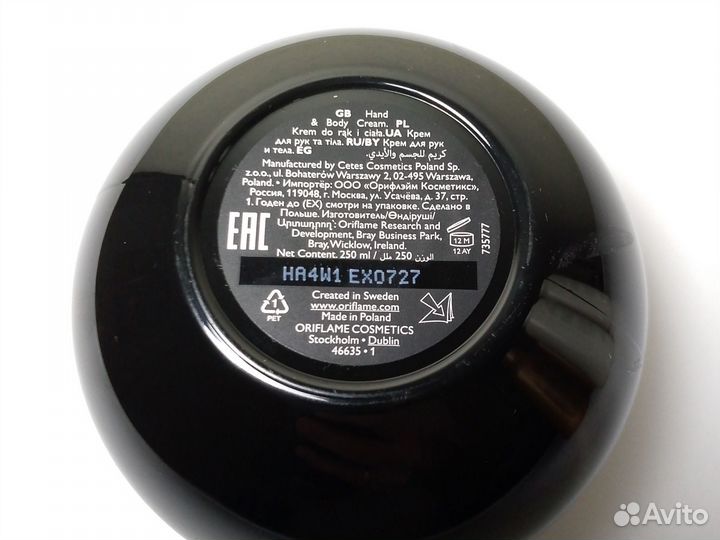 GB Hand
& Body Cream. PL
Krem do rąk i ciała.UA Крем
для рук та тіла. RU/BY Крем для рук
и тела. EG كريم للجسم والأيدي.
Manufactured by Cetes Cosmetics Poland Sp.
z.o.o., ul. Bohaterów Warszawy 2, 02-495 Warszawa,
Poland. • Импортёр: ООО «Орифлэйм Косметикс»,
Россия, 119048, г. Москва, ул. Усачёва, д. 37, стр.
1. Годен до (EX) смотри на упаковке. Сделано в
Польше. Изготовитель/Өндіруші/
Արտադրող: Oriflame Research and
Development, Bray Business Park,
Bray, Wicklow, Ireland.
Net Content. 250 ml / الوزن 250 ملل
EAC
12 M
12 AY
735777
HA4W1 EX0727
1
PET
Created in Sweden
www.oriflame.com
Made in Poland
ORIFLAME COSMETICS
Stockholm • Dublin
46635 • 1
Avito